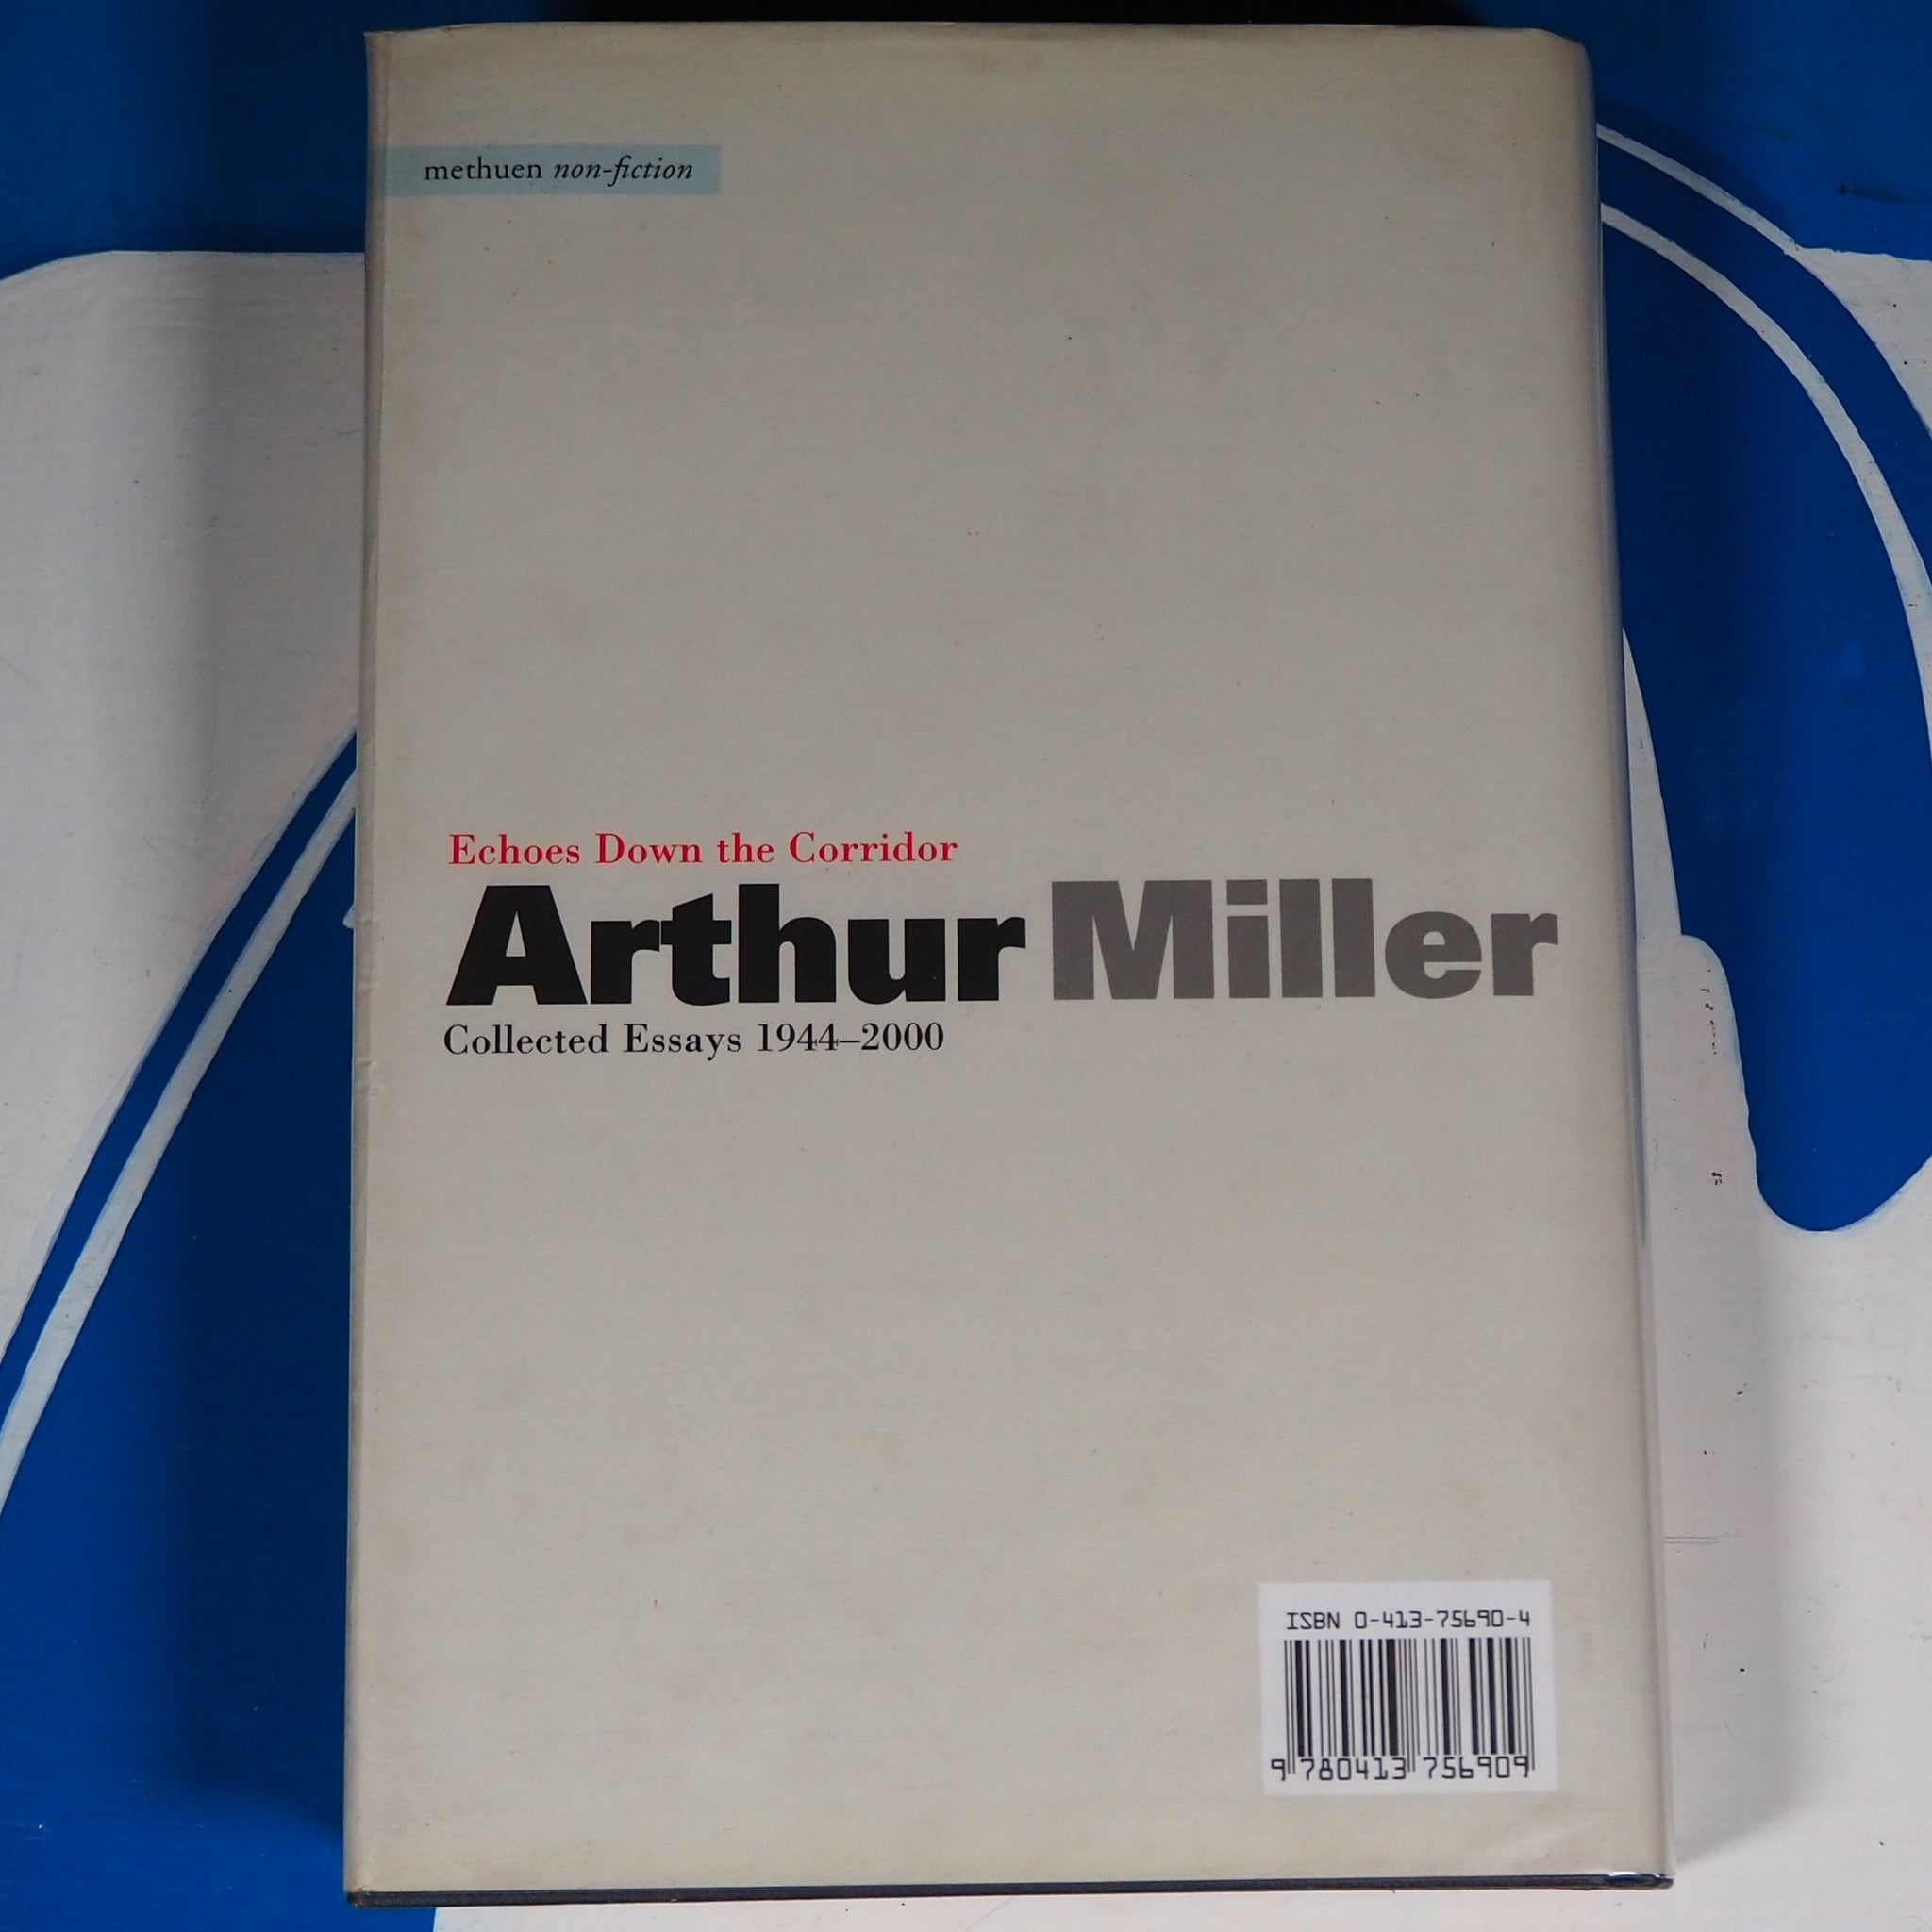 methuen non-fiction
Echoes Down the Corridor
Arthur Miller
Collected Essays 1944–2000
ISBN 0-413-75690-4
9 780413 756909